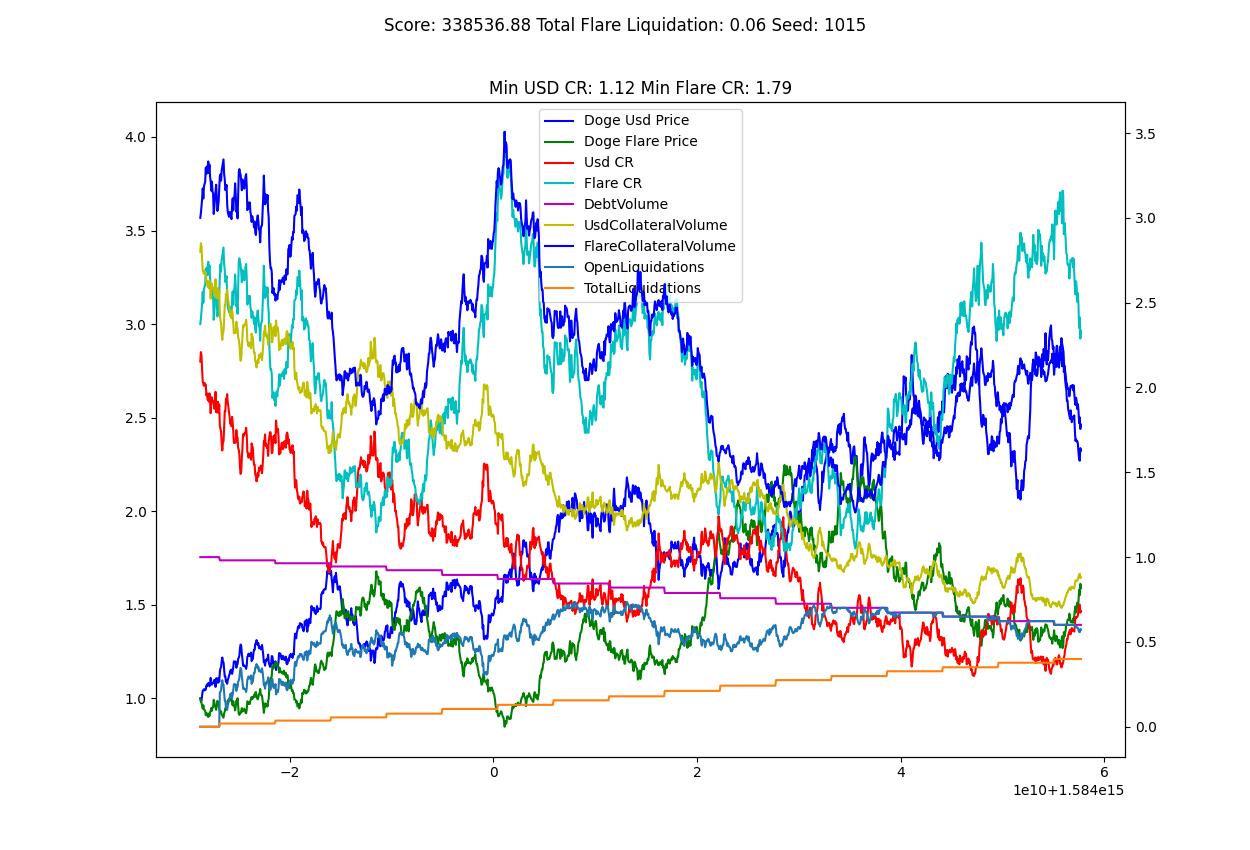 Score: 338536.88 Total Flare Liquidation: 0.06 Seed: 1015
Min USD CR: 1.12 Min Flare CR: 1.79
Doge Usd Price
Doge Flare Price
Usd CR
Flare CR
DebtVolume
UsdCollateralVolume
FlareCollateralVolume
OpenLiquidations
TotalLiquidations
4.0
3.5
3.0
2.5
2.0
1.5
1.0
3.5
3.0
2.5
2.0
1.5
1.0
0.5
0.0
−2
0
2
4
6
1e10+1.584e15